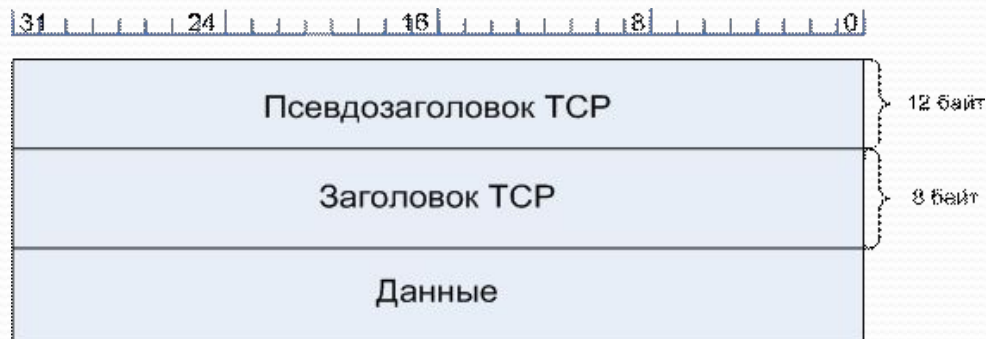 31 24 16 8 0
Псевдозаголовок TCP
12 байт
Заголовок TCP
8 байт
Данные